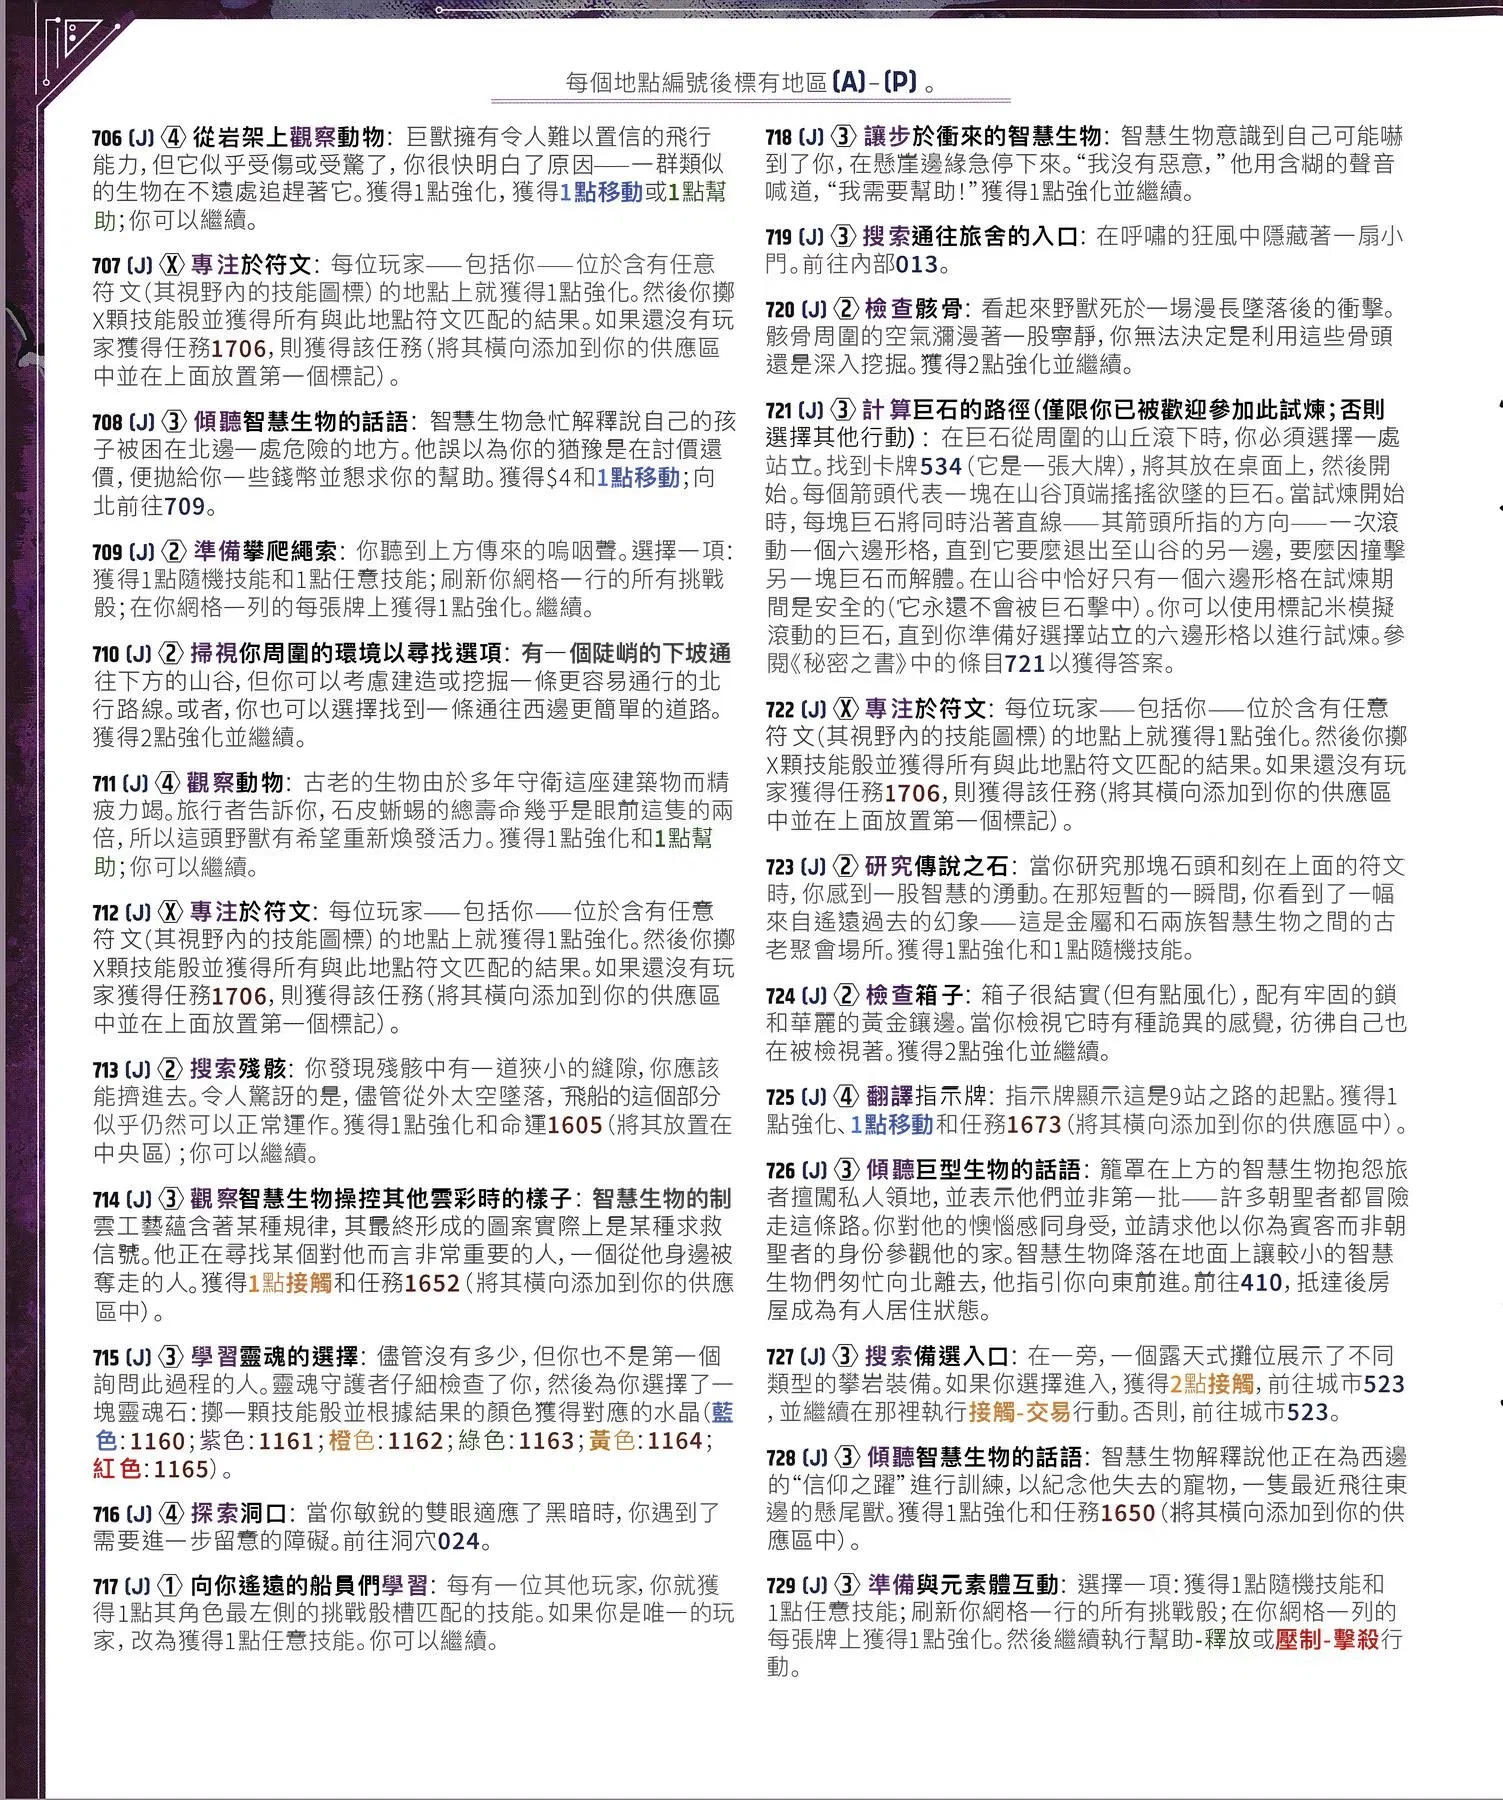 每個地點編號後標有地區(A)–(P)。
706 (J) ④ 從岩架上觀察動物：巨獸擁有令人難以置信的飛行
能力，但它似乎受傷或受驚了，你很快明白了原因——一群類似
的生物在不遠處追趕著它。獲得1點強化，獲得1點移動或1點幫
助；你可以繼續。
707 (J) Ⓧ 專注於符文：每位玩家——包括你——位於含有任意
符文（其視野內的技能圖標）的地點上就獲得1點強化。然後你擲
X顆技能骰並獲得所有與此地點符文匹配的結果。如果還沒有玩
家獲得任務1706，則獲得該任務（將其橫向添加到你的供應區
中並在上面放置第一個標記）。
708 (J) ③ 傾聽智慧生物的話語：智慧生物急忙解釋說自己的孩
子被困在北邊一處危險的地方。他誤以為你的猶豫是在討價還
價，便拋給你一些錢幣並懇求你的幫助。獲得$4和1點移動；向
北前往709。
709 (J) ② 準備攀爬繩索：你聽到上方傳來的嗚咽聲。選擇一項：
獲得1點隨機技能和1點任意技能；刷新你網格一行的所有挑戰
骰；在你網格一列的每張牌上獲得1點強化。繼續。
710 (J) ② 掃視你周圍的環境以尋找選項：有一個陡峭的下坡通
往下方的山谷，但你可以考慮建造或挖掘一條更容易通行的北
行路線。或者，你也可以選擇找到一條通往西邊更簡單的道路。
獲得2點強化並繼續。
711 (J) ④ 觀察動物：古老的生物由於多年守衛這座建築物而精
疲力竭。旅行者告訴你，石皮蜥蜴的總壽命幾乎是眼前這隻的兩
倍，所以這頭野獸有希望重新煥發活力。獲得1點強化和1點幫
助；你可以繼續。
712 (J) Ⓧ 專注於符文：每位玩家——包括你——位於含有任意
符文（其視野內的技能圖標）的地點上就獲得1點強化。然後你擲
X顆技能骰並獲得所有與此地點符文匹配的結果。如果還沒有玩
家獲得任務1706，則獲得該任務（將其橫向添加到你的供應區
中並在上面放置第一個標記）。
713 (J) ② 搜索殘骸：你發現殘骸中有一道狹小的縫隙，你應該
能擠進去。令人驚訝的是，儘管從外太空墜落，飛船的這個部分
似乎仍然可以正常運作。獲得1點強化和命運1605（將其放置在
中央區）；你可以繼續。
714 (J) ③ 觀察智慧生物操控其他雲彩時的樣子：智慧生物的制
雲工藝蘊含著某種規律，其最終形成的圖案實際上是某種求救
信號。他正在尋找某個對他而言非常重要的人，一個從他身邊被
奪走的人。獲得1點接觸和任務1652（將其橫向添加到你的供應
區中）。
715 (J) ③ 學習靈魂的選擇：儘管沒有多少，但你也不是第一個
詢問此過程的人。靈魂守護者仔細檢查了你，然後為你選擇了一
塊靈魂石：擲一顆技能骰並根據結果的顏色獲得對應的水晶（藍
色：1160；紫色：1161；橙色：1162；綠色：1163；黃色：1164；
紅色：1165）。
716 (J) ④ 探索洞口：當你敏銳的雙眼適應了黑暗時，你遇到了
需要進一步留意的障礙。前往洞穴024。
717 (J) ① 向你遙遠的船員們學習：每有一位其他玩家，你就獲
得1點其角色最左側的挑戰骰槽匹配的技能。如果你是唯一的玩
家，改為獲得1點任意技能。你可以繼續。
718 (J) ③ 讓步於衝來的智慧生物：智慧生物意識到自己可能嚇
到了你，在懸崖邊緣急停下來。“我沒有惡意，”他用含糊的聲音
喊道，“我需要幫助！”獲得1點強化並繼續。
719 (J) ③ 搜索通往旅舍的入口：在呼嘯的狂風中隱藏著一扇小
門。前往內部013。
720 (J) ② 檢查骸骨：看起來野獸死於一場漫長墜落後的衝擊。
骸骨周圍的空氣瀰漫著一股寧靜，你無法決定是利用這些骨頭
還是深入挖掘。獲得2點強化並繼續。
721 (J) ③ 計算巨石的路徑（僅限你已被歡迎參加此試煉；否則
選擇其他行動）：在巨石從周圍的山丘滾下時，你必須選擇一處
站立。找到卡牌534（它是一張大牌），將其放在桌面上，然後開
始。每個箭頭代表一塊在山谷頂端搖搖欲墜的巨石。當試煉開始
時，每塊巨石將同時沿著直線——其箭頭所指的方向——一次滾
動一個六邊形格，直到它要麼退出至山谷的另一邊，要麼因撞擊
另一塊巨石而解體。在山谷中恰好只有一個六邊形格在試煉期
間是安全的（它永遠不會被巨石擊中）。你可以使用標記米模擬
滾動的巨石，直到你準備好選擇站立的六邊形格以進行試煉。參
閱《秘密之書》中的條目721以獲得答案。
722 (J) Ⓧ 專注於符文：每位玩家——包括你——位於含有任意
符文（其視野內的技能圖標）的地點上就獲得1點強化。然後你擲
X顆技能骰並獲得所有與此地點符文匹配的結果。如果還沒有玩
家獲得任務1706，則獲得該任務（將其橫向添加到你的供應區
中並在上面放置第一個標記）。
723 (J) ② 研究傳說之石：當你研究那塊石頭和刻在上面的符文
時，你感到一股智慧的湧動。在那短暫的一瞬間，你看到了一幅
來自遙遠過去的幻象——這是金屬和石兩族智慧生物之間的古
老聚會場所。獲得1點強化和1點隨機技能。
724 (J) ② 檢查箱子：箱子很結實（但有點風化），配有牢固的鎖
和華麗的黃金鑲邊。當你檢視它時有種詭異的感覺，彷彿自己也
在被檢視著。獲得2點強化並繼續。
725 (J) ④ 翻譯指示牌：指示牌顯示這是9站之路的起點。獲得1
點強化、1點移動和任務1673（將其橫向添加到你的供應區中）。
726 (J) ③ 傾聽巨型生物的話語：籠罩在上方的智慧生物抱怨旅
者擅闖私人領地，並表示他們並非第一批——許多朝聖者都冒險
走這條路。你對他的懊惱感同身受，並請求他以你為賓客而非朝
聖者的身份參觀他的家。智慧生物降落在地面上讓較小的智慧
生物們匆忙向北離去，他指引你向東前進。前往410，抵達後房
屋成為有人居住狀態。
727 (J) ③ 搜索備選入口：在一旁，一個露天式攤位展示了不同
類型的攀岩裝備。如果你選擇進入，獲得2點接觸，前往城市523
，並繼續在那裡執行接觸-交易行動。否則，前往城市523。
728 (J) ③ 傾聽智慧生物的話語：智慧生物解釋說他正在為西邊
的“信仰之躍”進行訓練，以紀念他失去的寵物，一隻最近飛往東
邊的懸尾獸。獲得1點強化和任務1650（將其橫向添加到你的供
應區中）。
729 (J) ③ 準備與元素體互動：選擇一項：獲得1點隨機技能和
1點任意技能；刷新你網格一行的所有挑戰骰；在你網格一列的
每張牌上獲得1點強化。然後繼續執行幫助-釋放或壓制-擊殺行
動。